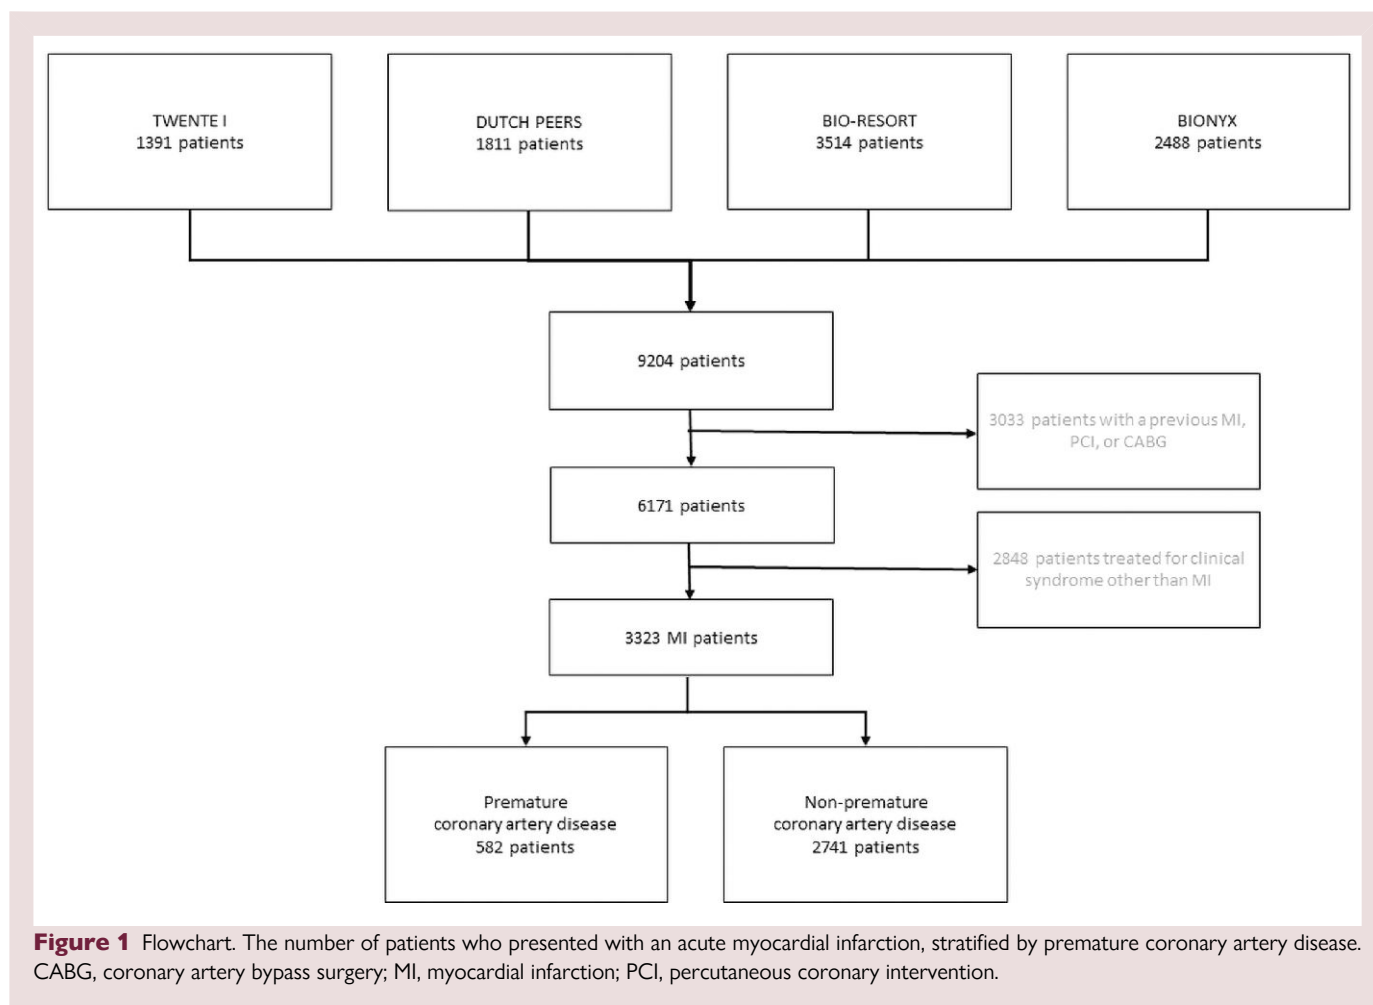 TWENTE I
1391 patients
DUTCH PEERS
1811 patients
BIO-RESORT
3514 patients
BIONYX
2488 patients
9204 patients
3033 patients with a previous MI,
PCI, or CABG
6171 patients
2848 patients treated for clinical
syndrome other than MI
3323 MI patients
Premature
coronary artery disease
582 patients
Non-premature
coronary artery disease
2741 patients
Figure 1 Flowchart. The number of patients who presented with an acute myocardial infarction, stratified by premature coronary artery disease.
CABG, coronary artery bypass surgery; MI, myocardial infarction; PCI, percutaneous coronary intervention.